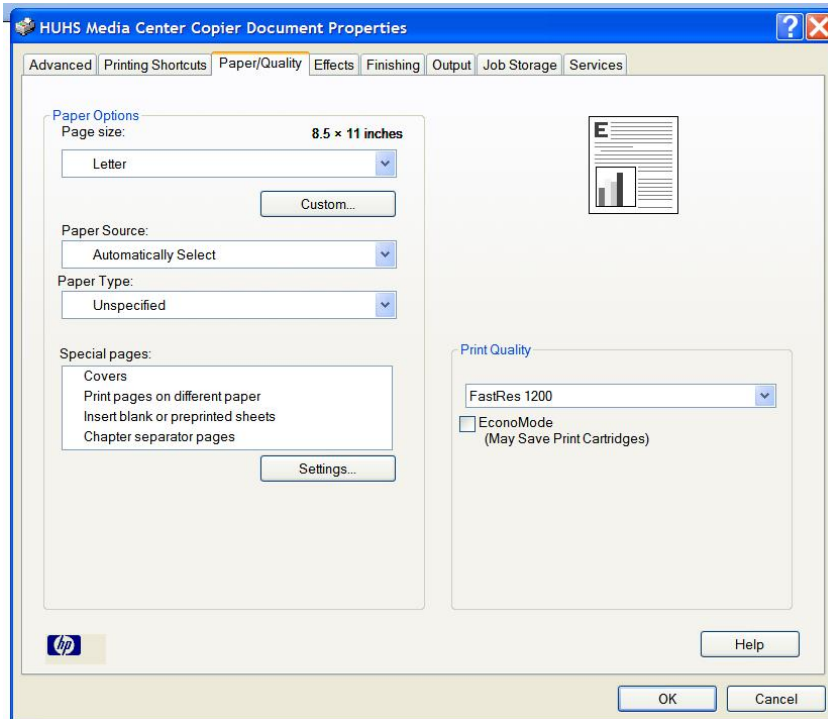 HUHS Media Center Copier Document Properties
Advanced Printing Shortcuts Paper/Quality Effects Finishing Output Job Storage Services
Paper Options
Page size: 8.5 × 11 inches
Letter
Custom...
Paper Source:
Automatically Select
Paper Type:
Unspecified
Special pages:
Covers
Print pages on different paper
Insert blank or preprinted sheets
Chapter separator pages
Settings...
E
Print Quality
FastRes 1200
EconoMode
(May Save Print Cartridges)
hp
Help
OK Cancel